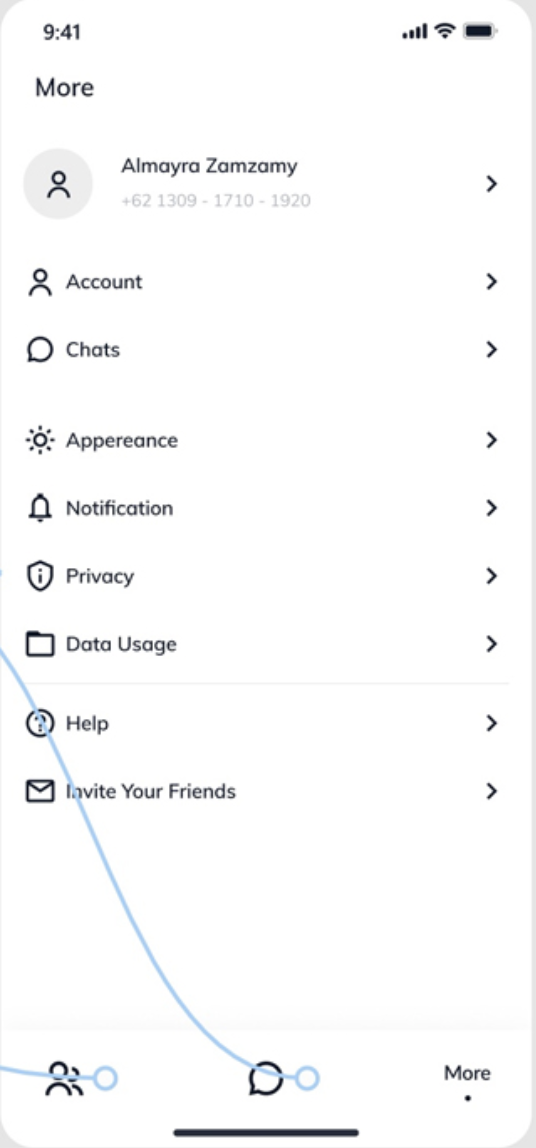 9:41
More
Almayra Zamzamy
+62 1309 - 1710 - 1920
Account
Chats
Appereance
Notification
Privacy
Data Usage
Help
Invite Your Friends
More